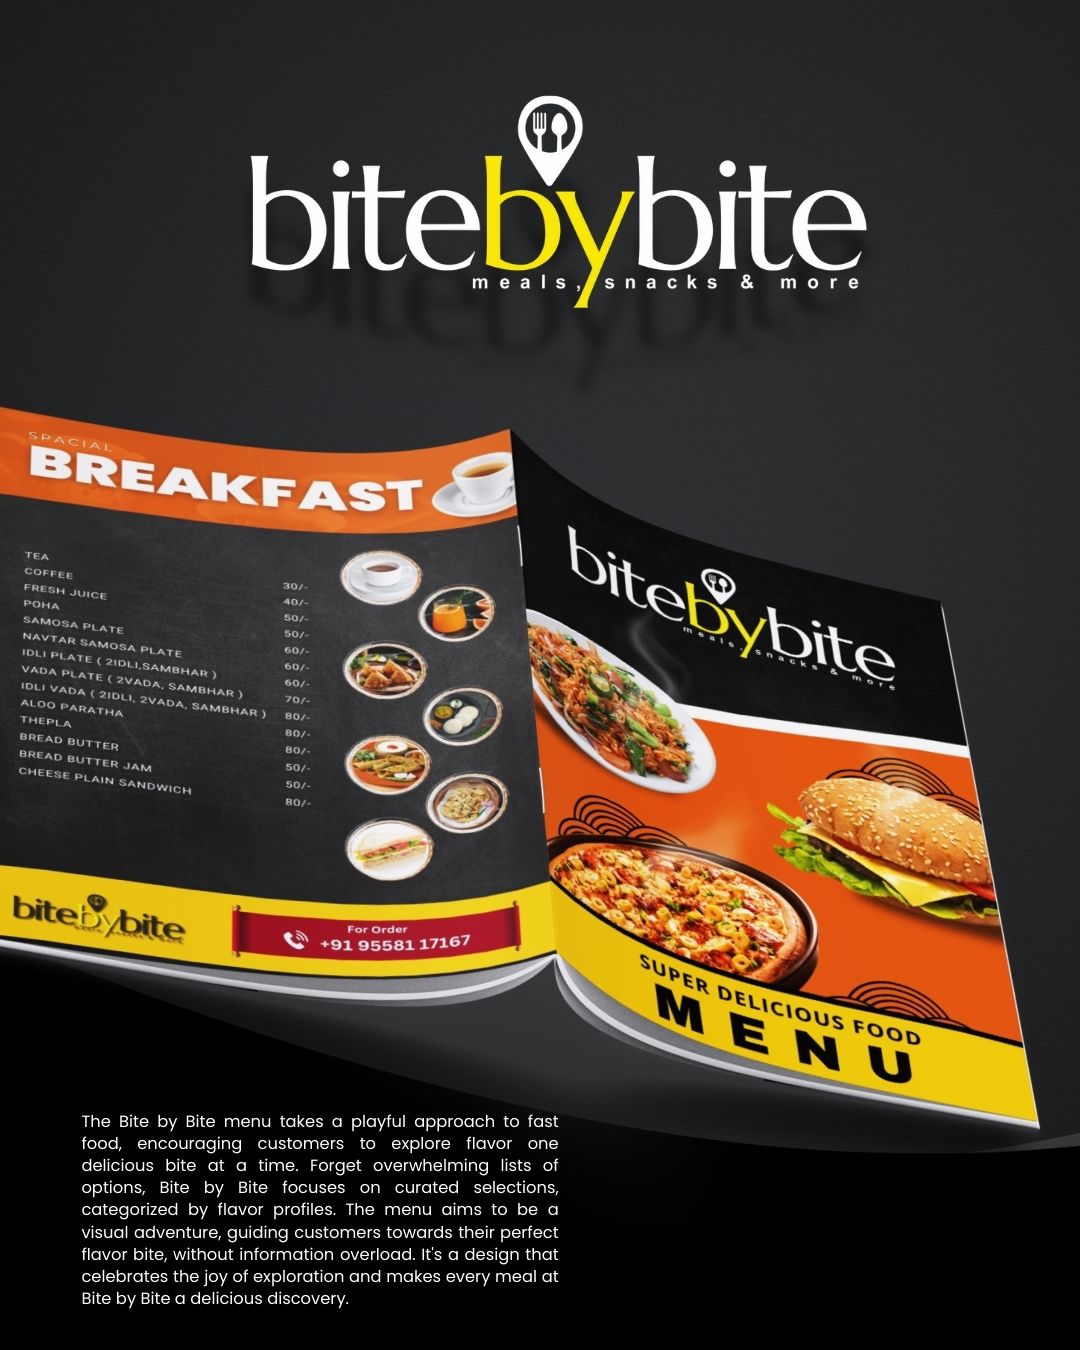 bitebybite
meals, snacks & more
SPACIAL
BREAKFAST
TEA
COFFEE
FRESH JUICE
POHA
SAMOSA PLATE
NAVTAR SAMOSA PLATE
IDLI PLATE ( 2IDLI,SAMBHAR )
VADA PLATE ( 2VADA, SAMBHAR )
IDLI VADA ( 2IDLI, 2VADA, SAMBHAR )
ALOO PARATHA
THEPLA
BREAD BUTTER
BREAD BUTTER JAM
CHEESE PLAIN SANDWICH
30/-
40/-
50/-
50/-
60/-
60/-
60/-
70/-
80/-
80/-
80/-
50/-
50/-
80/-
bitebybite
For Order
+91 95581 17167
bitebybite
meals, snacks & more
SUPER DELICIOUS FOOD
MENU
The Bite by Bite menu takes a playful approach to fast
food, encouraging customers to explore flavor one
delicious bite at a time. Forget overwhelming lists of
options, Bite by Bite focuses on curated selections,
categorized by flavor profiles. The menu aims to be a
visual adventure, guiding customers towards their perfect
flavor bite, without information overload. It's a design that
celebrates the joy of exploration and makes every meal at
Bite by Bite a delicious discovery.